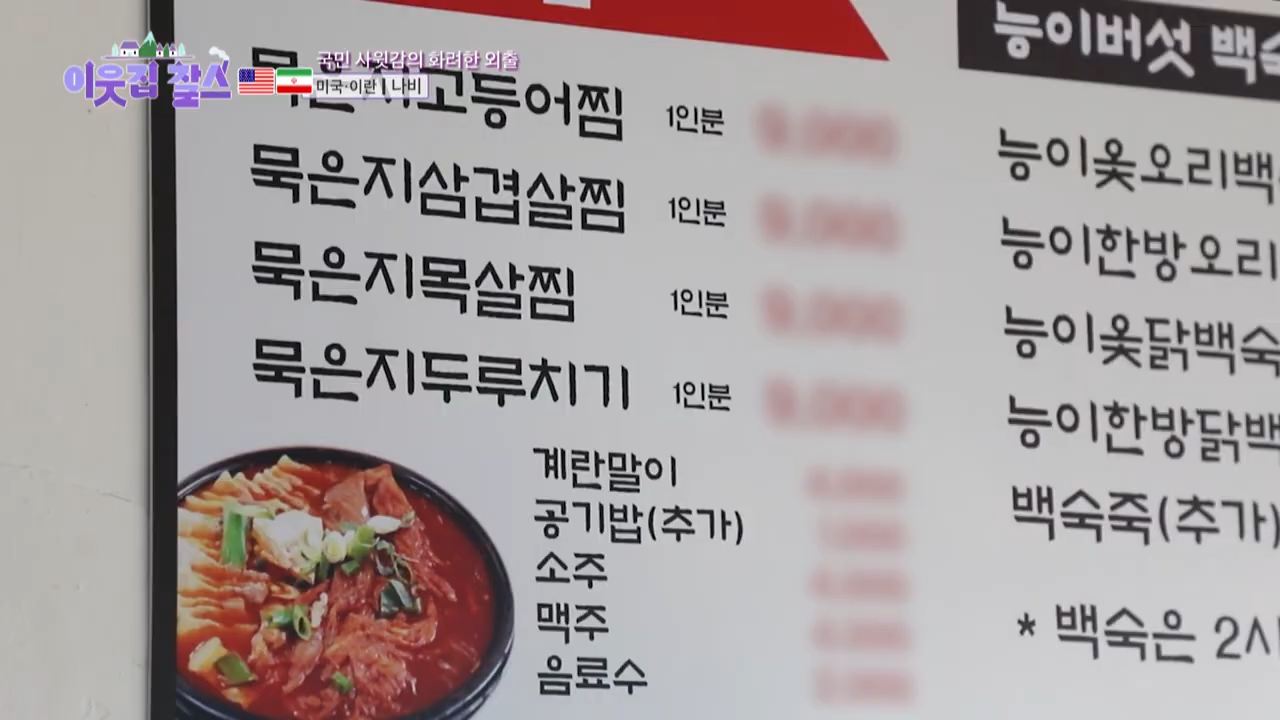 이웃집 찰스
국민 사윗감의 화려한 외출
미국·이란 | 나비
묵은지고등어찜 1인분
묵은지삼겹살찜 1인분
묵은지목살찜 1인분
묵은지두루치기 1인분
계란말이
공기밥(추가)
소주
맥주
음료수
능이버섯 백숙
능이옻오리백
능이한방오리
능이옻닭백숙
능이한방닭백
백숙죽(추가)
* 백숙은 2시